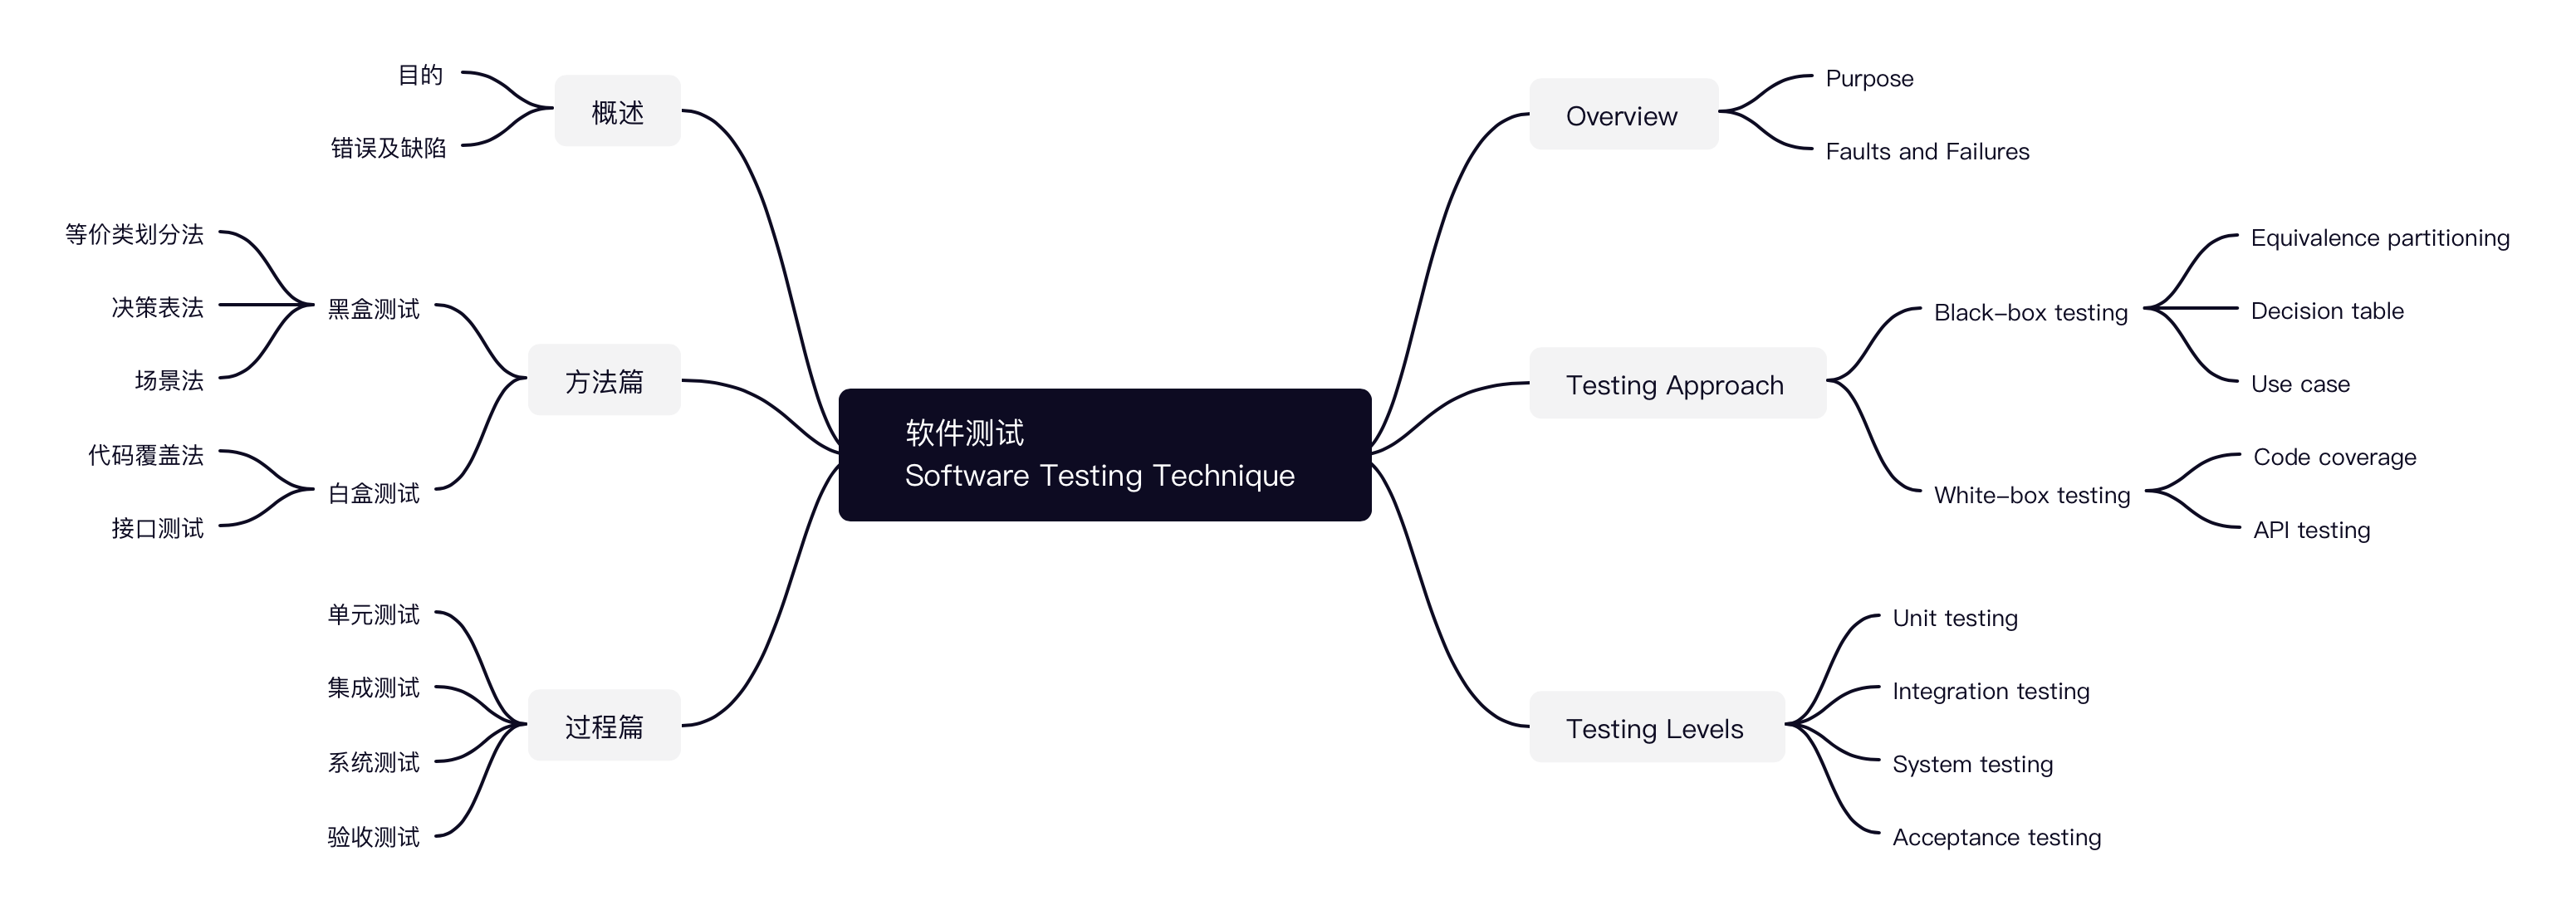 软件测试
Software Testing Technique
概述
目的
错误及缺陷
方法篇
黑盒测试
等价类划分法
决策表法
场景法
白盒测试
代码覆盖法
接口测试
过程篇
单元测试
集成测试
系统测试
验收测试
Overview
Purpose
Faults and Failures
Testing Approach
Black-box testing
Equivalence partitioning
Decision table
Use case
White-box testing
Code coverage
API testing
Testing Levels
Unit testing
Integration testing
System testing
Acceptance testing